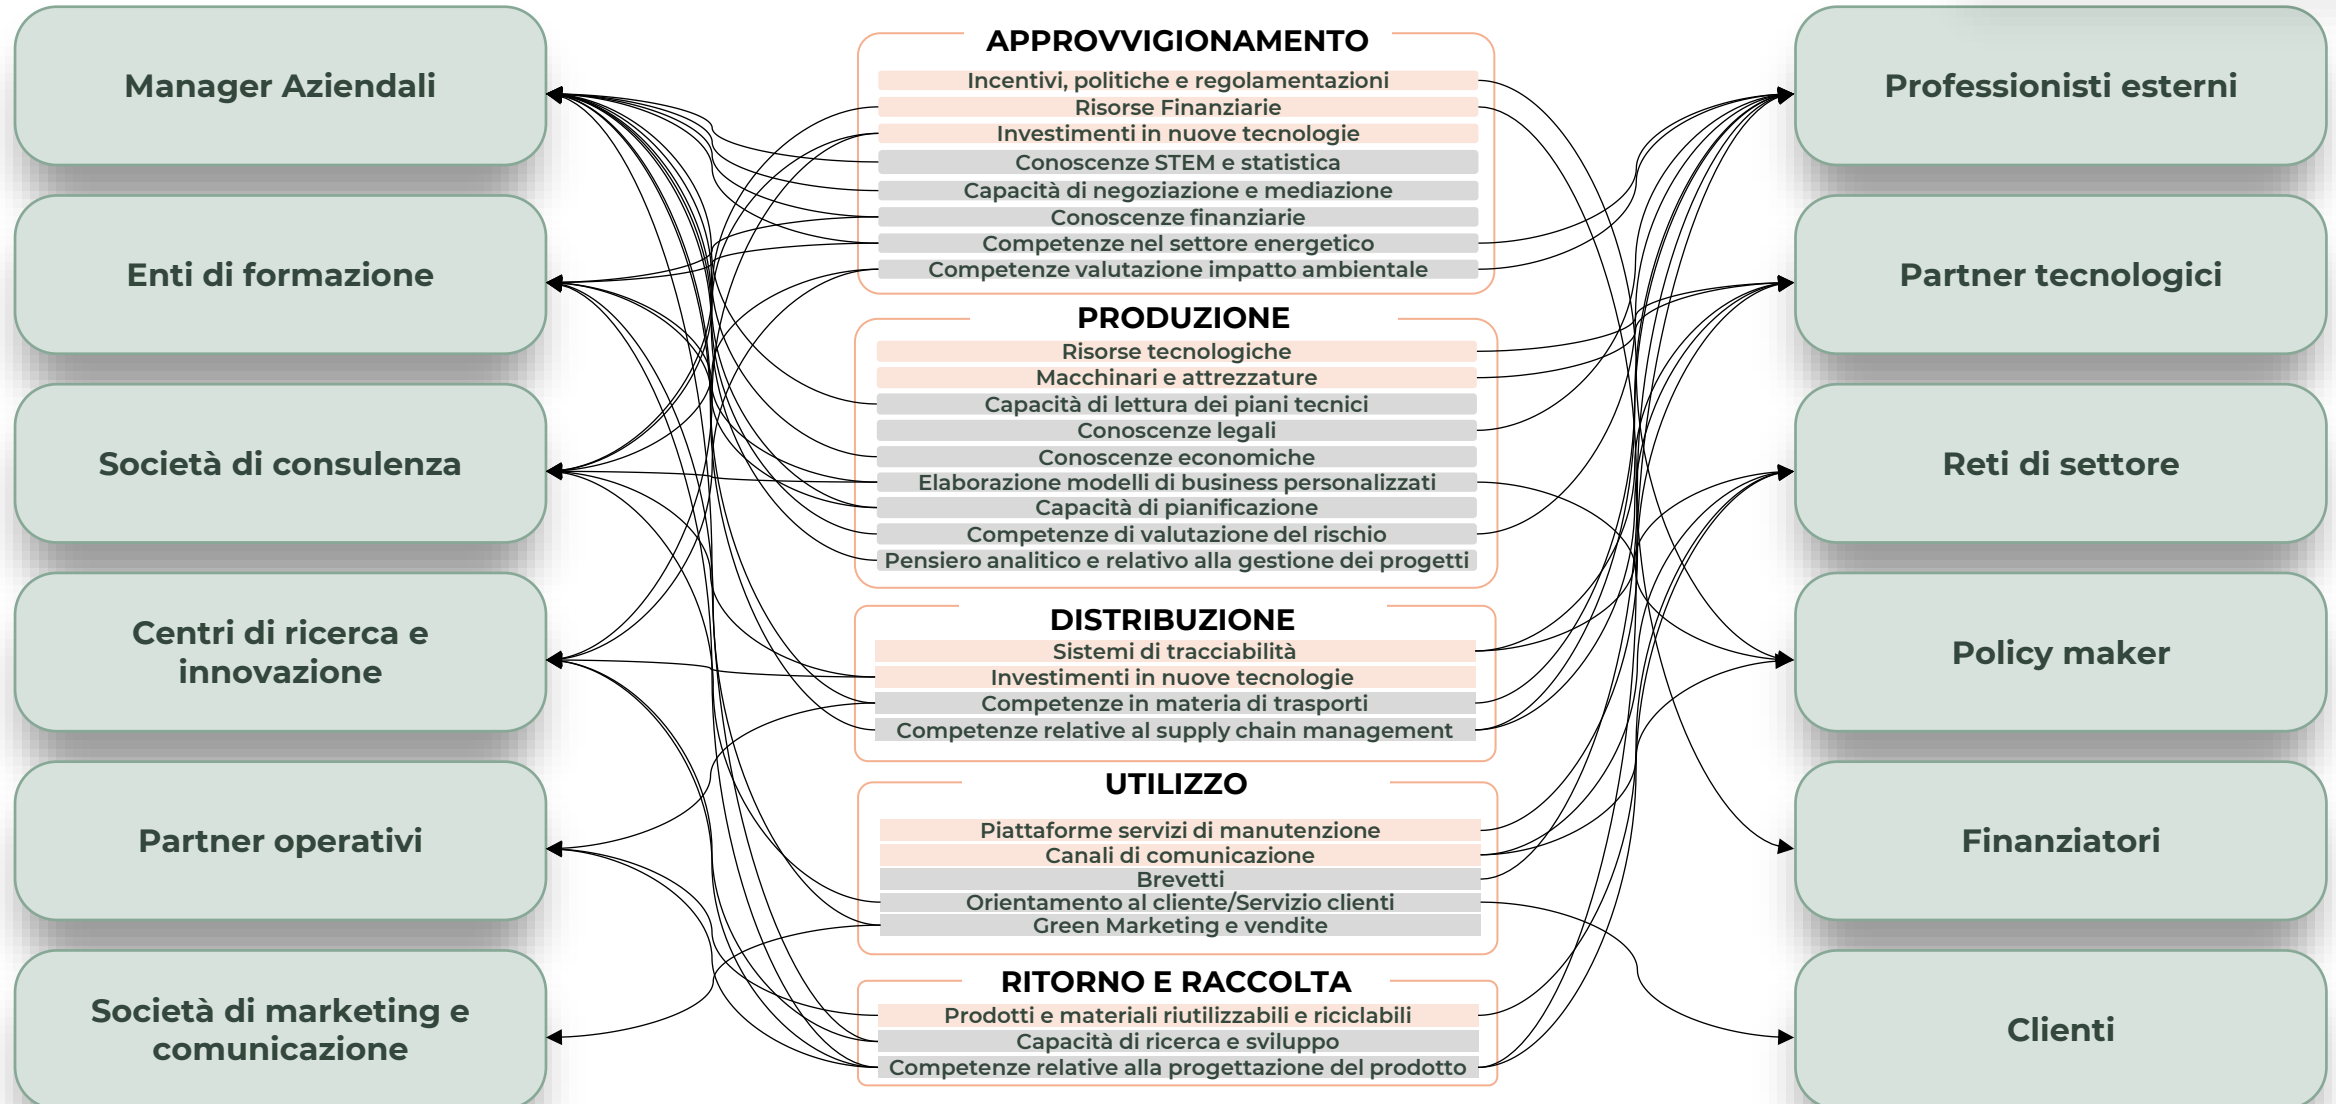 Manager Aziendali
Enti di formazione
Società di consulenza
Centri di ricerca e
innovazione
Partner operativi
Società di marketing e
comunicazione
APPROVVIGIONAMENTO
Incentivi, politiche e regolamentazioni
Risorse Finanziarie
Investimenti in nuove tecnologie
Conoscenze STEM e statistica
Capacità di negoziazione e mediazione
Conoscenze finanziarie
Competenze nel settore energetico
Competenze valutazione impatto ambientale
PRODUZIONE
Risorse tecnologiche
Macchinari e attrezzature
Capacità di lettura dei piani tecnici
Conoscenze legali
Conoscenze economiche
Elaborazione modelli di business personalizzati
Capacità di pianificazione
Competenze di valutazione del rischio
Pensiero analitico e relativo alla gestione dei progetti
DISTRIBUZIONE
Sistemi di tracciabilità
Investimenti in nuove tecnologie
Competenze in materia di trasporti
Competenze relative al supply chain management
UTILIZZO
Piattaforme servizi di manutenzione
Canali di comunicazione
Brevetti
Orientamento al cliente/Servizio clienti
Green Marketing e vendite
RITORNO E RACCOLTA
Prodotti e materiali riutilizzabili e riciclabili
Capacità di ricerca e sviluppo
Competenze relative alla progettazione del prodotto
Professionisti esterni
Partner tecnologici
Reti di settore
Policy maker
Finanziatori
Clienti